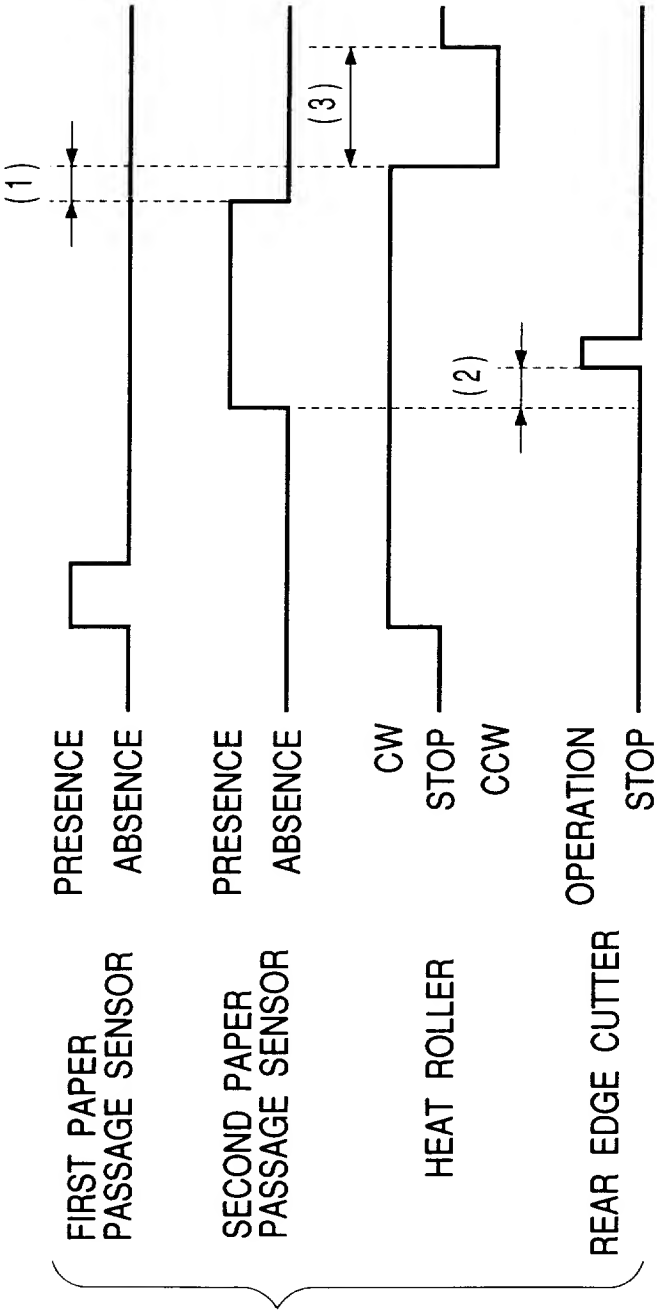 FIRST PAPER
PASSAGE SENSOR
PRESENCE
ABSENCE
(1)
SECOND PAPER
PASSAGE SENSOR
PRESENCE
ABSENCE
HEAT ROLLER
CW
STOP
CCW
(3)
REAR EDGE CUTTER
OPERATION
STOP
(2)